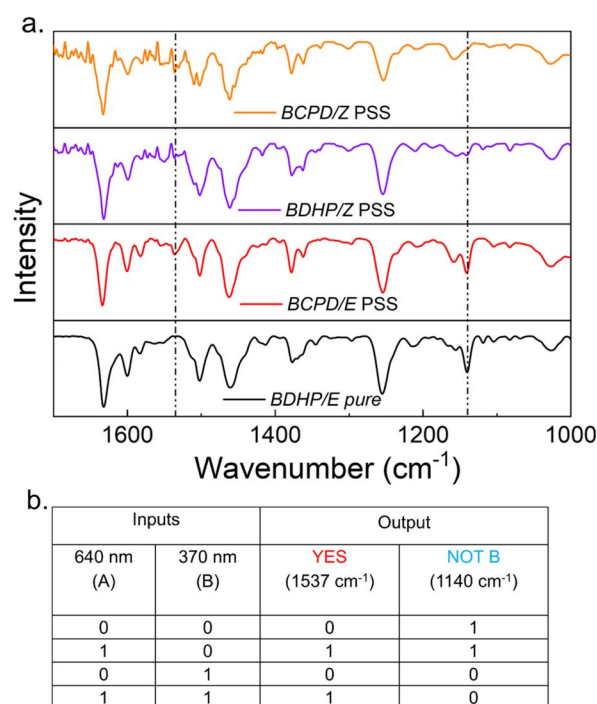 a.
BCPD/Z PSS
BDHP/Z PSS
BCPD/E PSS
BDHP/E pure
Intensity
1600 1400 1200 1000
Wavenumber (cm-1)
b.
Inputs Output
640 nm 370 nm YES NOT B
(A) (B) (1537 cm-1) (1140 cm-1)
0 0 0 1
1 0 1 1
0 1 0 0
1 1 1 0